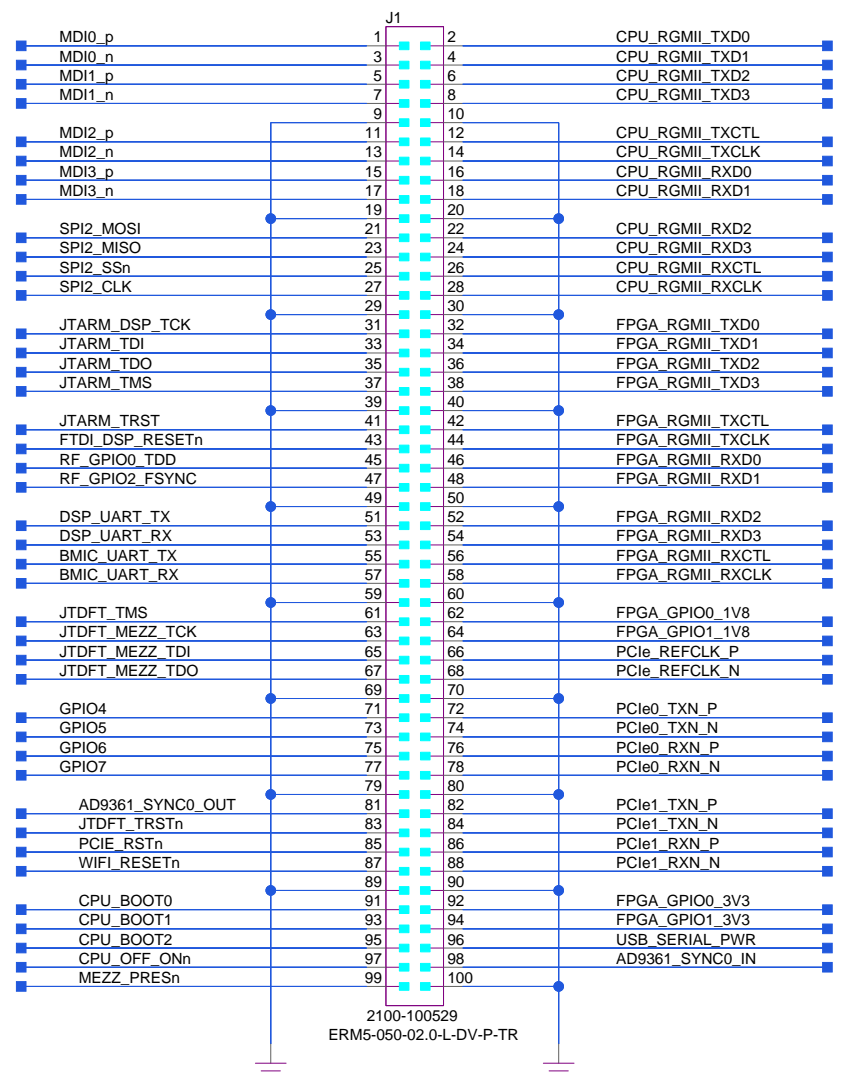 J1
MDI0_p 1 2 CPU_RGMII_TXD0
MDI0_n 3 4 CPU_RGMII_TXD1
MDI1_p 5 6 CPU_RGMII_TXD2
MDI1_n 7 8 CPU_RGMII_TXD3
9 10
MDI2_p 11 12 CPU_RGMII_TXCTL
MDI2_n 13 14 CPU_RGMII_TXCLK
MDI3_p 15 16 CPU_RGMII_RXD0
MDI3_n 17 18 CPU_RGMII_RXD1
19 20
SPI2_MOSI 21 22 CPU_RGMII_RXD2
SPI2_MISO 23 24 CPU_RGMII_RXD3
SPI2_SSn 25 26 CPU_RGMII_RXCTL
SPI2_CLK 27 28 CPU_RGMII_RXCLK
29 30
JTARM_DSP_TCK 31 32 FPGA_RGMII_TXD0
JTARM_TDI 33 34 FPGA_RGMII_TXD1
JTARM_TDO 35 36 FPGA_RGMII_TXD2
JTARM_TMS 37 38 FPGA_RGMII_TXD3
39 40
JTARM_TRST 41 42 FPGA_RGMII_TXCTL
FTDI_DSP_RESETn 43 44 FPGA_RGMII_TXCLK
RF_GPIO0_TDD 45 46 FPGA_RGMII_RXD0
RF_GPIO2_FSYNC 47 48 FPGA_RGMII_RXD1
49 50
DSP_UART_TX 51 52 FPGA_RGMII_RXD2
DSP_UART_RX 53 54 FPGA_RGMII_RXD3
BMIC_UART_TX 55 56 FPGA_RGMII_RXCTL
BMIC_UART_RX 57 58 FPGA_RGMII_RXCLK
59 60
JTDFT_TMS 61 62 FPGA_GPIO0_1V8
JTDFT_MEZZ_TCK 63 64 FPGA_GPIO1_1V8
JTDFT_MEZZ_TDI 65 66 PCIe_REFCLK_P
JTDFT_MEZZ_TDO 67 68 PCIe_REFCLK_N
69 70
GPIO4 71 72 PCIe0_TXN_P
GPIO5 73 74 PCIe0_TXN_N
GPIO6 75 76 PCIe0_RXN_P
GPIO7 77 78 PCIe0_RXN_N
79 80
AD9361_SYNC0_OUT 81 82 PCIe1_TXN_P
JTDFT_TRSTn 83 84 PCIe1_TXN_N
PCIE_RSTn 85 86 PCIe1_RXN_P
WIFI_RESETn 87 88 PCIe1_RXN_N
89 90
CPU_BOOT0 91 92 FPGA_GPIO0_3V3
CPU_BOOT1 93 94 FPGA_GPIO1_3V3
CPU_BOOT2 95 96 USB_SERIAL_PWR
CPU_OFF_ONn 97 98 AD9361_SYNC0_IN
MEZZ_PRESn 99 100
2100-100529
ERM5-050-02.0-L-DV-P-TR